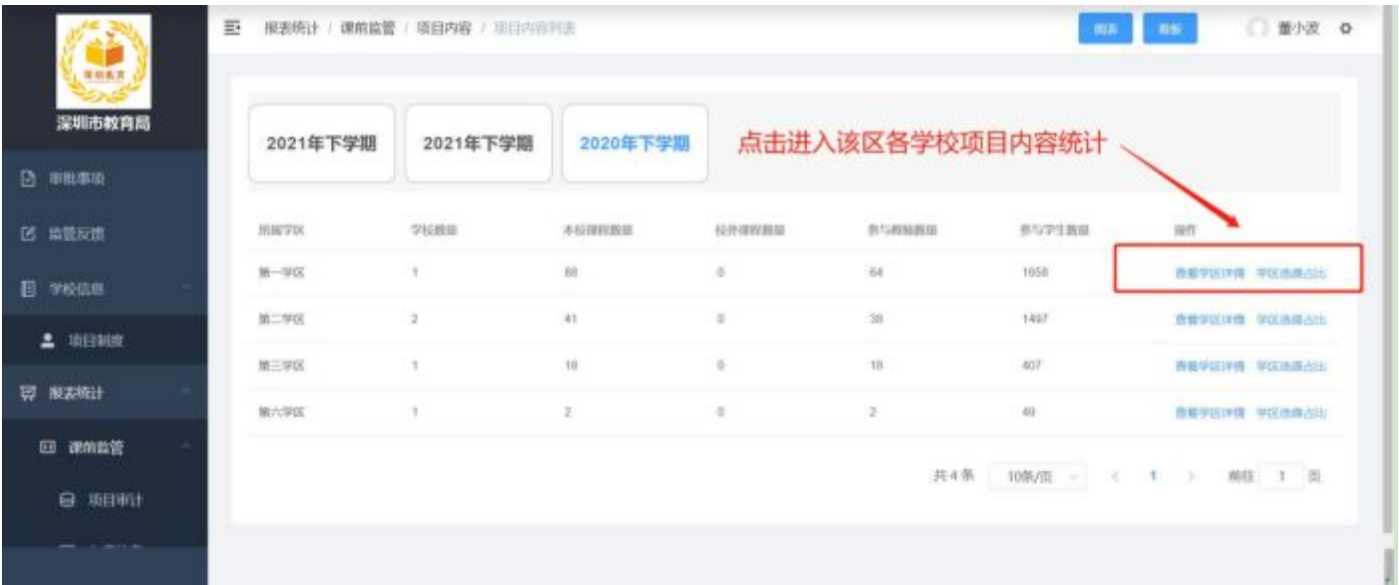 报表统计 / 课前监管 / 项目内容 / 项目内容列表
图表 看板 董小波
深圳市教育局
2021年下学期 2021年下学期 2020年下学期 点击进入该区各学校项目内容统计
审批事项
监管反馈
学校信息
项目制度
报表统计
课前监管
项目审计
所属学区 学校数量 本校课程数量 校外课程数量 参与教师数量 参与学生数量 操作
第一学区 1 88 0 64 1658 查看学区详情 学区选课占比
第二学区 2 41 0 38 1497 查看学区详情 学区选课占比
第三学区 1 18 0 18 407 查看学区详情 学区选课占比
第六学区 1 2 0 2 49 查看学区详情 学区选课占比
共 4 条 10条/页 < 1 > 前往 1 页